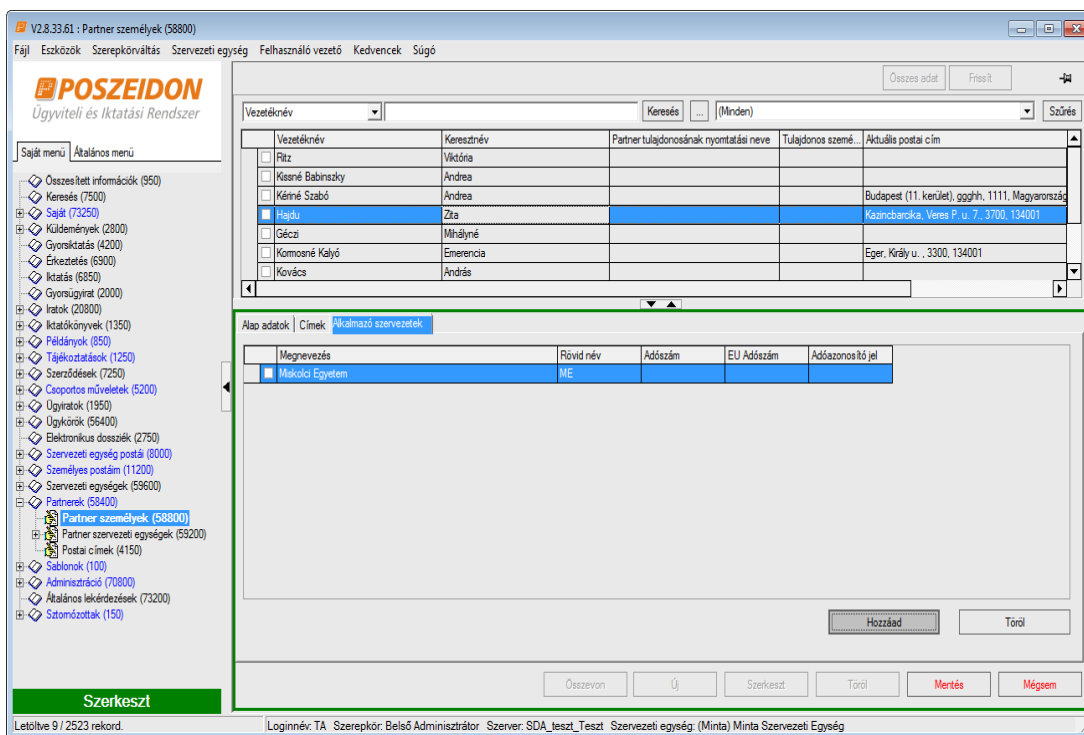 V2.8.33.61 : Partner személyek (58800)
Fájl Eszközök Szerepkörváltás Szervezeti egység Felhasználó vezető Kedvencek Súgó
POSZEIDON
Ügyviteli és Iktatási Rendszer
Saját menü Általános menü
Összesített információk (950)
Keresés (7500)
Saját (73250)
Küldemények (2800)
Gyorsiktatás (4200)
Érkeztetés (6900)
Iktatás (6850)
Gyorsügyirat (2000)
Iratok (20800)
Iktatókönyvek (1350)
Példányok (850)
Tájékoztatások (1250)
Szerződések (7250)
Csoportos műveletek (5200)
Ügyiratok (1950)
Ügykörök (56400)
Elektronikus dossziék (2750)
Szervezeti egység postái (8000)
Személyes postáim (11200)
Szervezeti egységek (59600)
Partnerek (58400)
Partner személyek (58800)
Partner szervezeti egységek (59200)
Postai címek (4150)
Sablonok (100)
Adminisztráció (70800)
Általános lekérdezések (73200)
Sztornózottak (150)
Szerkeszt
Összes adat Frissít
Vezetéknév Keresés ... (Minden) Szűrés
Vezetéknév Keresztnév Partner tulajdonosának nyomtatási neve Tulajdonos szemé... Aktuális postai cím
Ritz Viktória
Kissné Babinszky Andrea
Kériné Szabó Andrea Budapest (11. kerület), ggghh, 1111, Magyarország
Hajdu Zita Kazincbarcika, Veres P. u. 7., 3700, 134001
Géczi Mihályné
Kormosné Kalyó Emerencia Eger, Király u. , 3300, 134001
Kovács András
Alap adatok Címek Alkalmazó szervezetek
Megnevezés Rövid név Adószám EU Adószám Adóazonosító jel
Miskolci Egyetem ME
Hozzáad Töröl
Összevon Új Szerkeszt Töröl Mentés Mégsem
Letöltve 9 / 2523 rekord. Loginnév: TA Szerepkör: Belső Adminisztrátor Szerver: SDA_teszt_Teszt Szervezeti egység: (Minta) Minta Szervezeti Egység